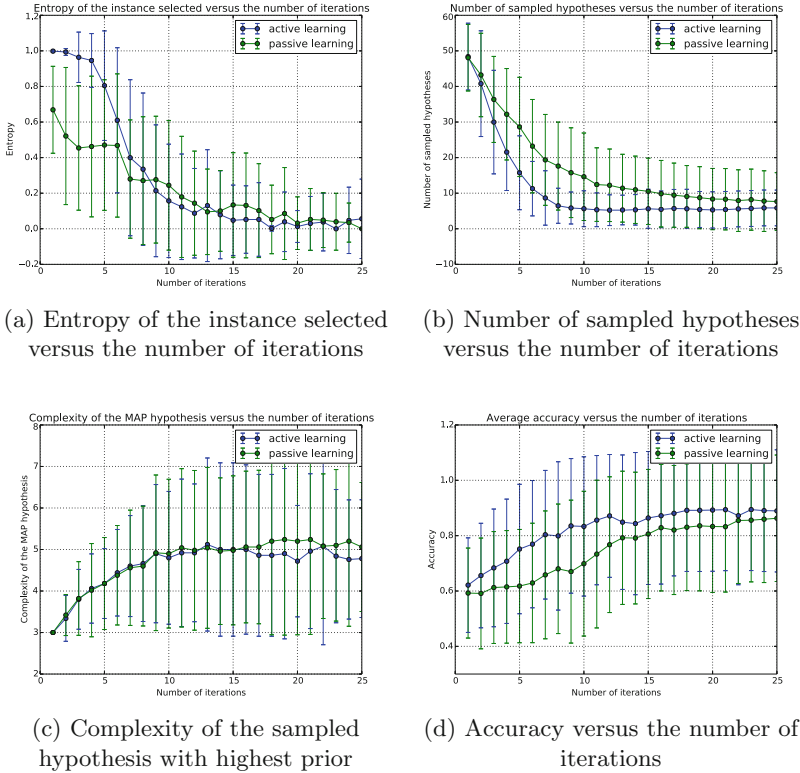 Entropy of the instance selected versus the number of iterations
1.2
1.0
0.8
0.6
0.4
0.2
0.0
−0.2
Entropy
active learning
passive learning
0 5 10 15 20 25
Number of iterations
(a) Entropy of the instance selected
versus the number of iterations
Number of sampled hypotheses versus the number of iterations
60
50
40
30
20
10
0
−10
Number of sampled hypotheses
active learning
passive learning
0 5 10 15 20 25
Number of iterations
(b) Number of sampled hypotheses
versus the number of iterations
Complexity of the MAP hypothesis versus the number of iterations
8
7
6
5
4
3
2
Complexity of the MAP hypothesis
active learning
passive learning
0 5 10 15 20 25
Number of iterations
(c) Complexity of the sampled
hypothesis with highest prior
Average accuracy versus the number of iterations
1.2
1.0
0.8
0.6
0.4
Accuracy
active learning
passive learning
0 5 10 15 20 25
Number of iterations
(d) Accuracy versus the number of
iterations